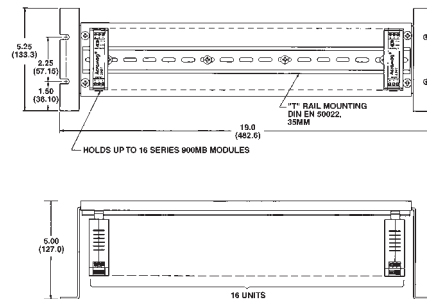 5.25
(133.3)
2.25
(57.15)
1.50
(38.10)
"T" RAIL MOUNTING
DIN EN 50022,
35MM
19.0
(482.6)
HOLDS UP TO 16 SERIES 900MB MODULES
5.00
(127.0)
16 UNITS